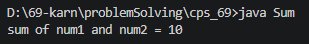 D:\69-karn\problemSolving\cps_69>java Sum
sum of num1 and num2 = 10